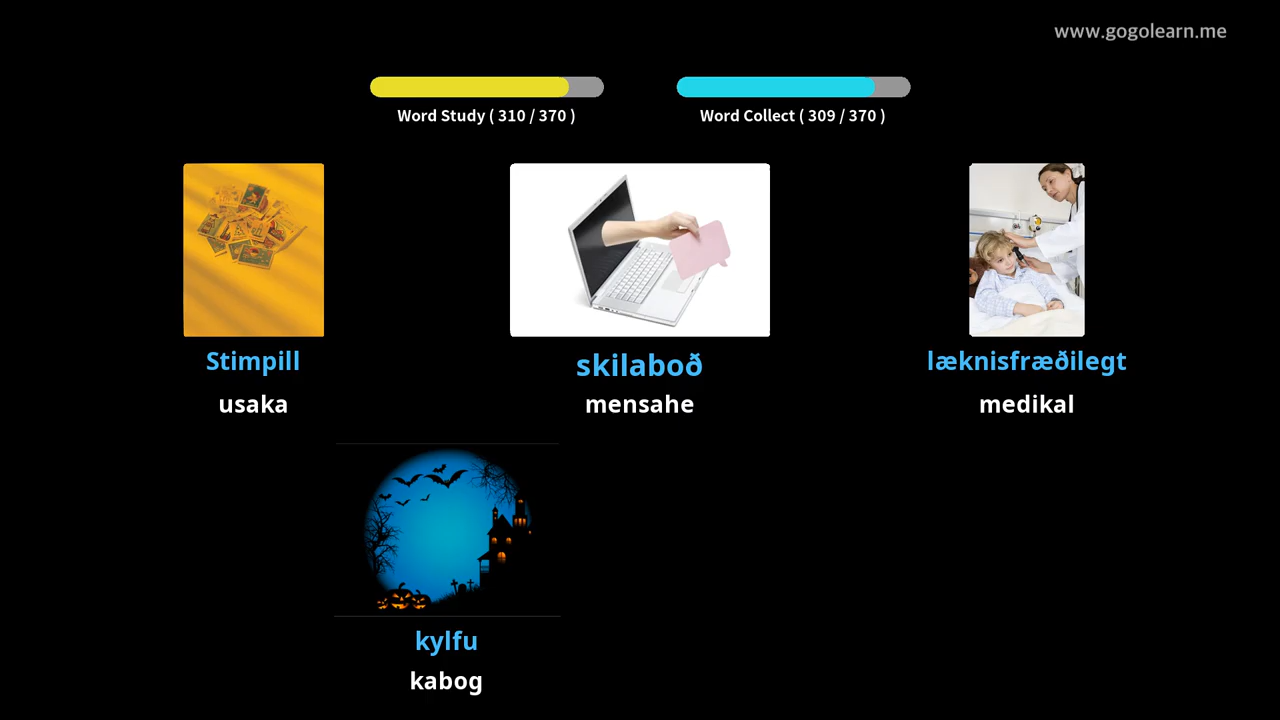 www.gogolearn.me
Word Study ( 310 / 370 )
Word Collect ( 309 / 370 )
Stimpill
skilaboð
læknisfræðilegt
usaka
mensahe
medikal
kylfu
kabog